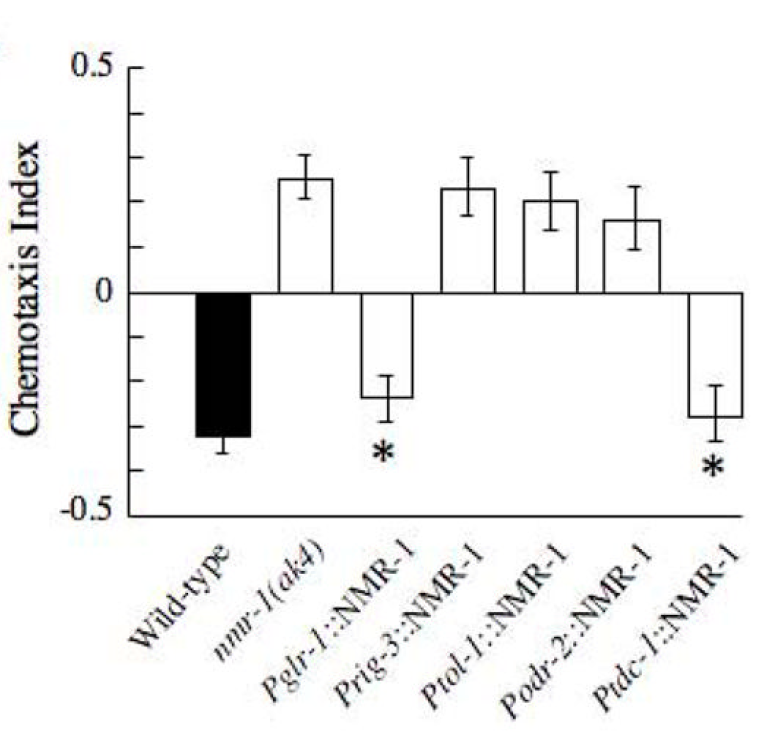 0.5
0
-0.5
Chemotaxis Index
*
*
Wild-type
nmr-1(ak4)
Pglr-1::NMR-1
Prig-3::NMR-1
Ptol-1::NMR-1
Podr-2::NMR-1
Ptdc-1::NMR-1